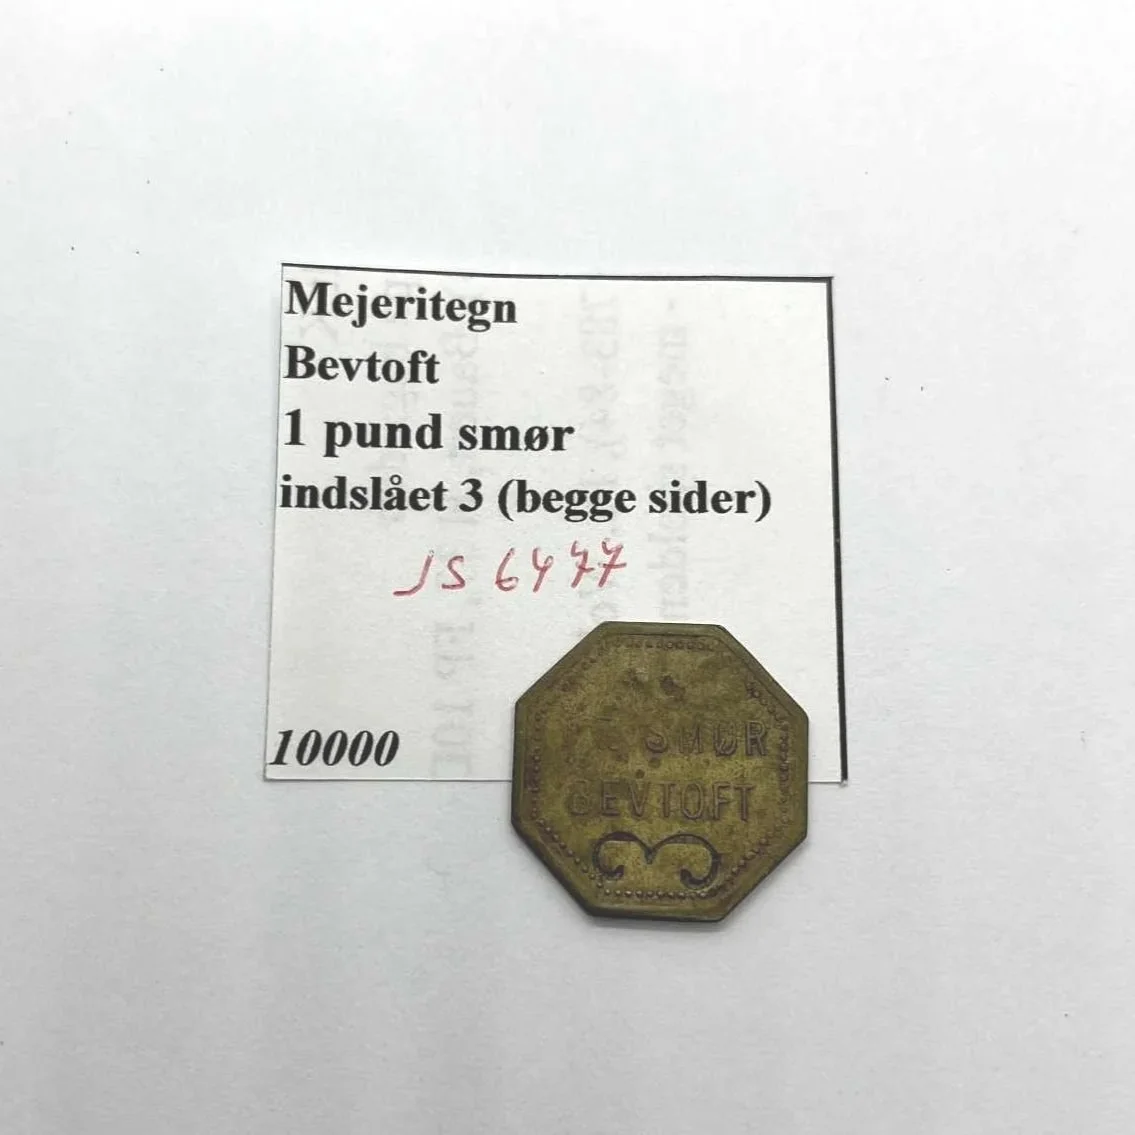 Mejeritegn
Bevtoft
1 pund smør
indslået 3 (begge sider)
JS 6477
10000
SMØR
BEVTOFT
3